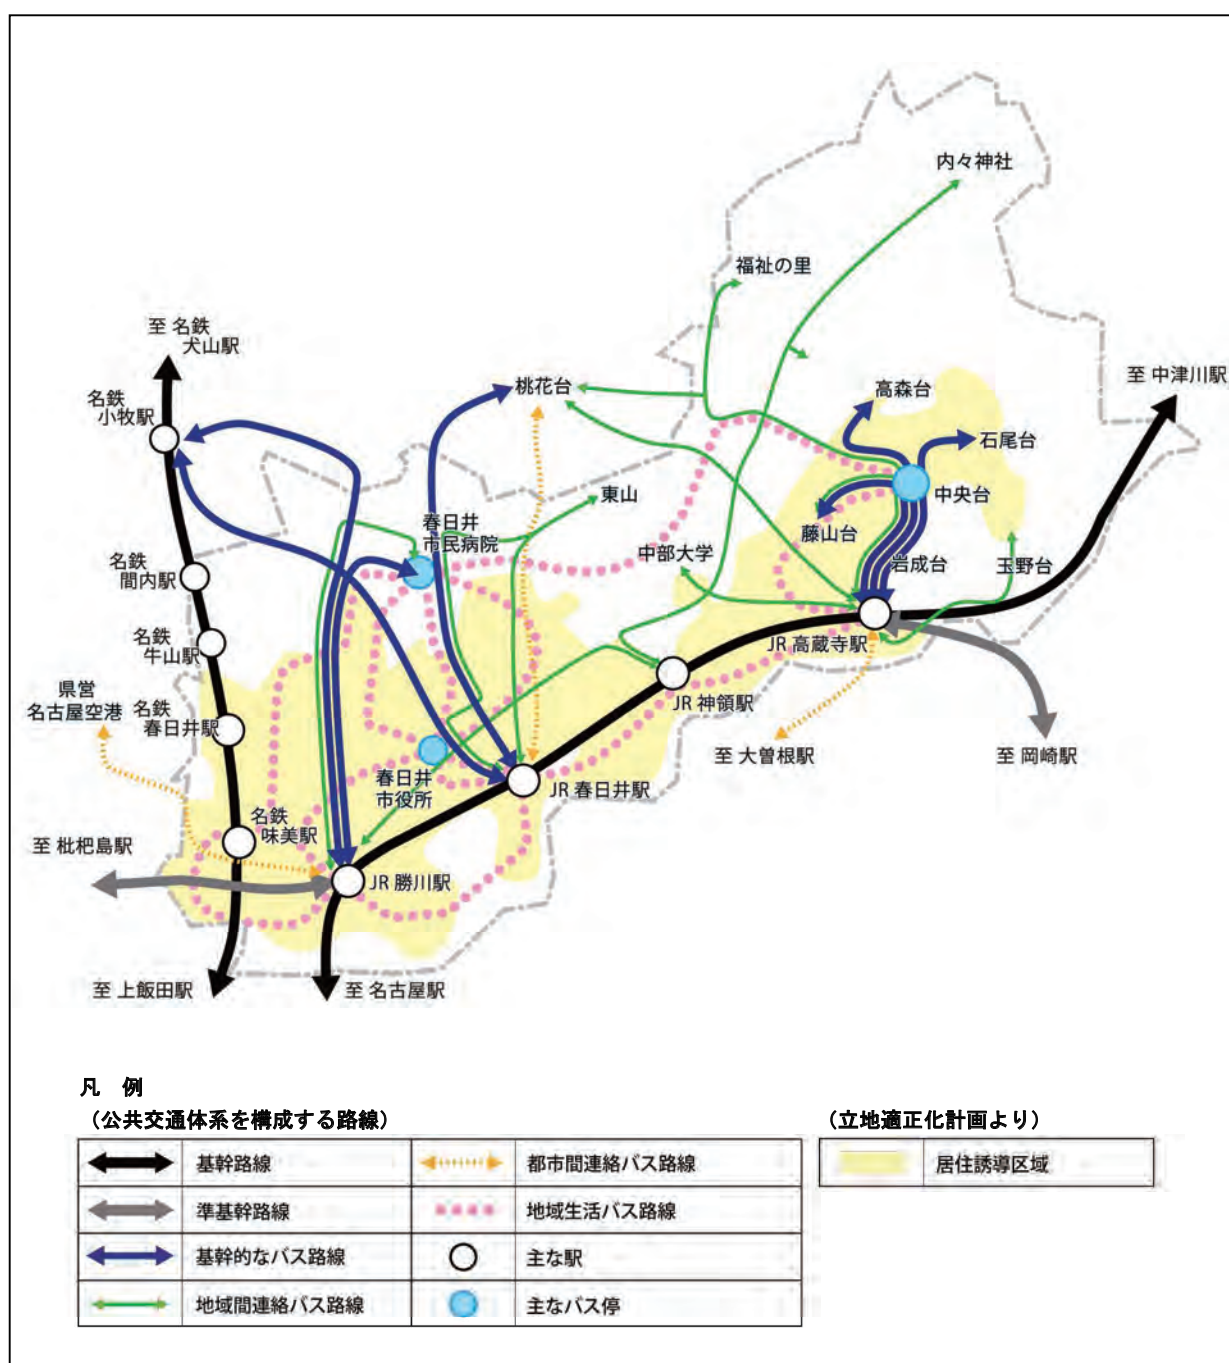 内々神社
福祉の里
至 名鉄
犬山駅
至 中津川駅
桃花台
高森台
名鉄
小牧駅
石尾台
中央台
東山
春日井
市民病院
藤山台
中部大学
岩成台
玉野台
名鉄
間内駅
名鉄
牛山駅
JR 高蔵寺駅
県営
名古屋空港
名鉄
春日井駅
JR 神領駅
至 大曽根駅
至 岡崎駅
春日井
市役所
JR 春日井駅
名鉄
味美駅
至 枇杷島駅
JR 勝川駅
至 上飯田駅
至 名古屋駅
凡 例
（公共交通体系を構成する路線）
（立地適正化計画より）
基幹路線
都市間連絡バス路線
居住誘導区域
準基幹路線
地域生活バス路線
基幹的なバス路線
主な駅
地域間連絡バス路線
主なバス停